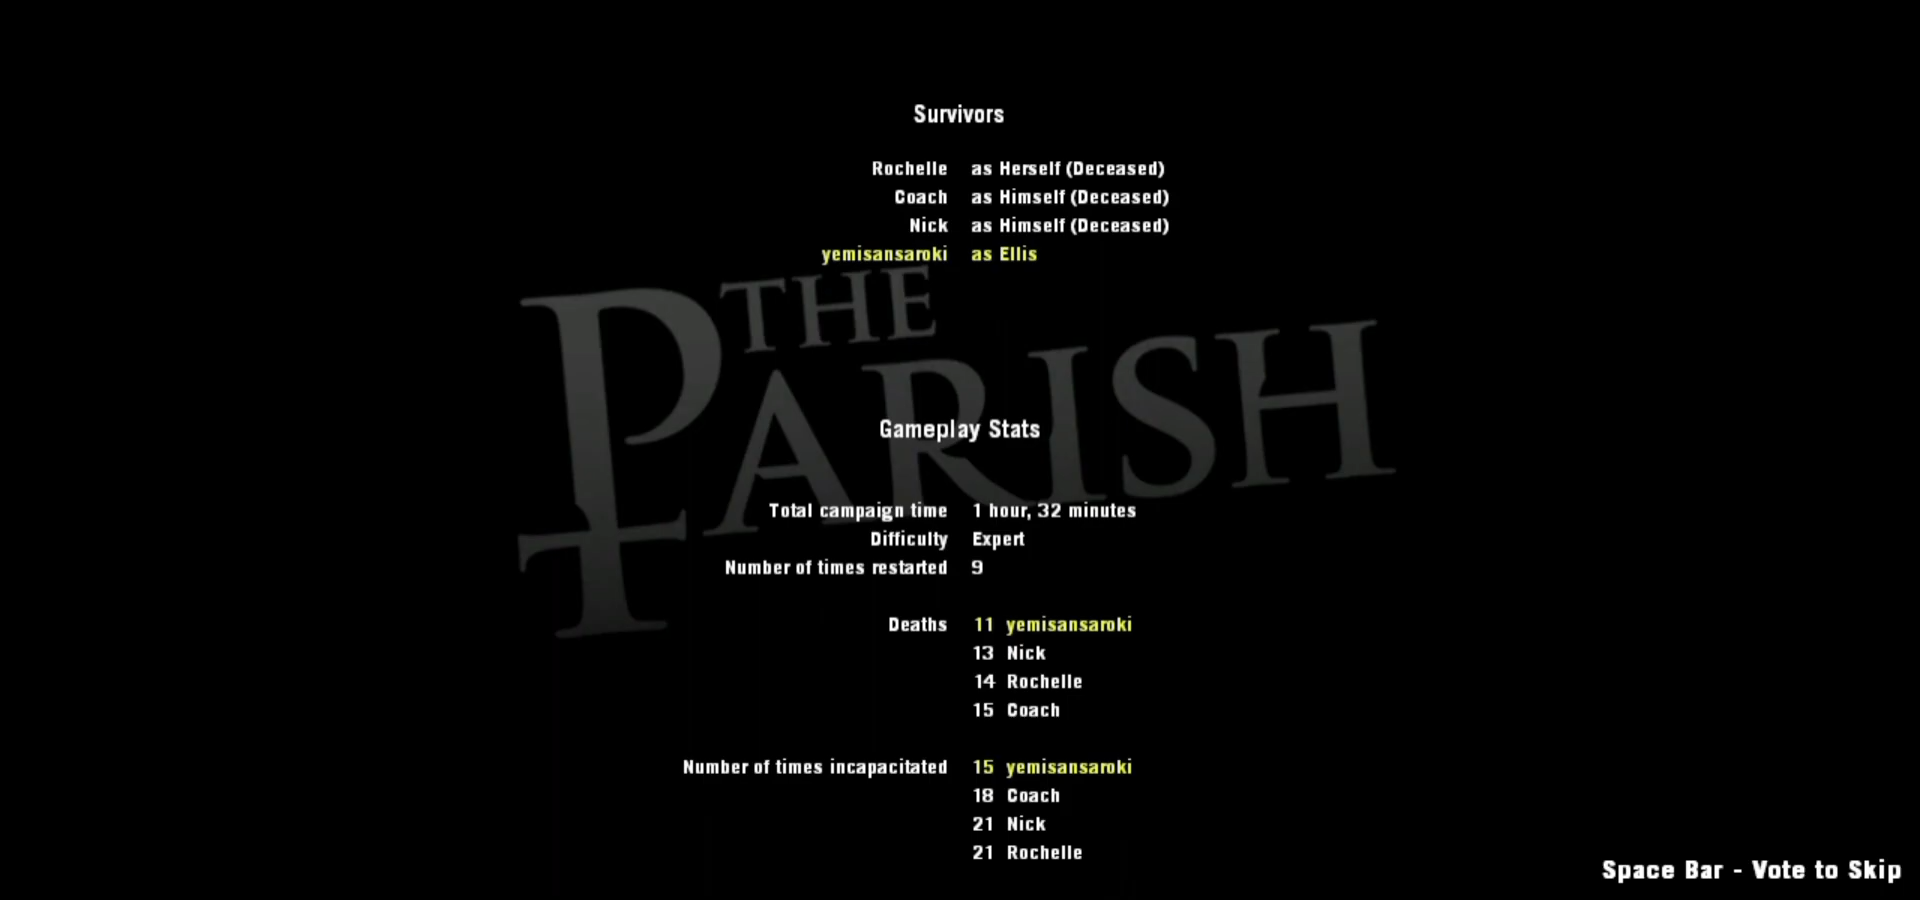 Survivors
Rochelle as Herself (Deceased)
Coach as Himself (Deceased)
Nick as Himself (Deceased)
yemisansaroki as Ellis
THE
PARISH
Gameplay Stats
Total campaign time 1 hour, 32 minutes
Difficulty Expert
Number of times restarted 9
Deaths 11 yemisansaroki
13 Nick
14 Rochelle
15 Coach
Number of times incapacitated 15 yemisansaroki
18 Coach
21 Nick
21 Rochelle
Space Bar - Vote to Skip